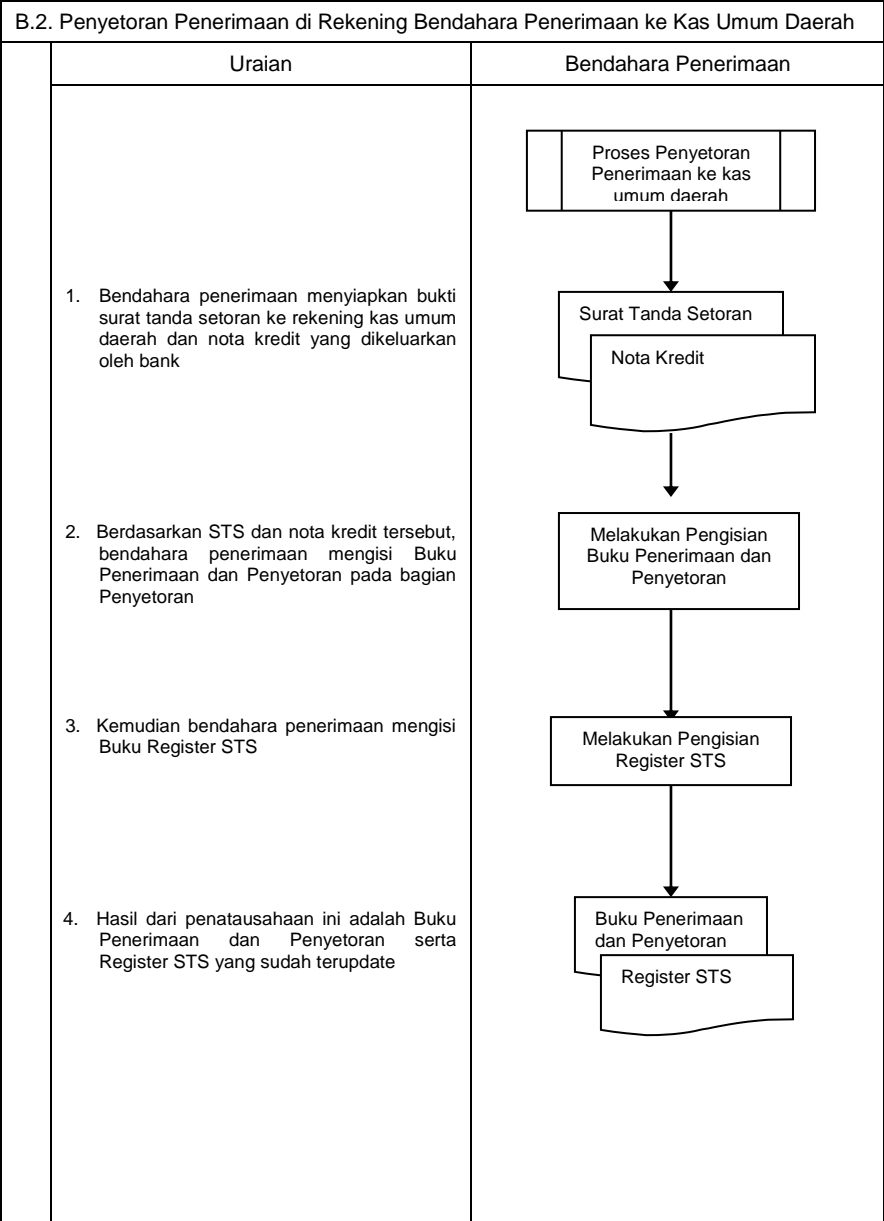 B.2. Penyetoran Penerimaan di Rekening Bendahara Penerimaan ke Kas Umum Daerah
Uraian
Bendahara Penerimaan
Proses Penyetoran
Penerimaan ke kas
umum daerah
1. Bendahara penerimaan menyiapkan bukti
surat tanda setoran ke rekening kas umum
daerah dan nota kredit yang dikeluarkan
oleh bank
Surat Tanda Setoran
Nota Kredit
2. Berdasarkan STS dan nota kredit tersebut,
bendahara penerimaan mengisi Buku
Penerimaan dan Penyetoran pada bagian
Penyetoran
Melakukan Pengisian
Buku Penerimaan dan
Penyetoran
3. Kemudian bendahara penerimaan mengisi
Buku Register STS
Melakukan Pengisian
Register STS
4. Hasil dari penatausahaan ini adalah Buku
Penerimaan dan Penyetoran serta
Register STS yang sudah terupdate
Buku Penerimaan
dan Penyetoran
Register STS